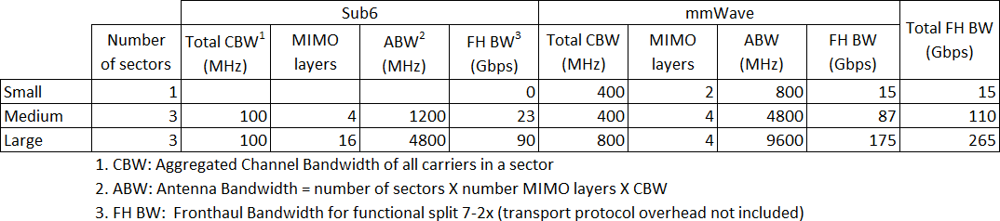 Sub6 mmWave Total FH BW (Gbps)
Number of sectors Total CBW1 (MHz) MIMO layers ABW2 (MHz) FH BW3 (Gbps) Total CBW (MHz) MIMO layers ABW (MHz) FH BW (Gbps)
Small 1 0 400 2 800 15 15
Medium 3 100 4 1200 23 400 4 4800 87 110
Large 3 100 16 4800 90 800 4 9600 175 265
1. CBW: Aggregated Channel Bandwidth of all carriers in a sector
2. ABW: Antenna Bandwidth = number of sectors X number MIMO layers X CBW
3. FH BW: Fronthaul Bandwidth for functional split 7-2x (transport protocol overhead not included)